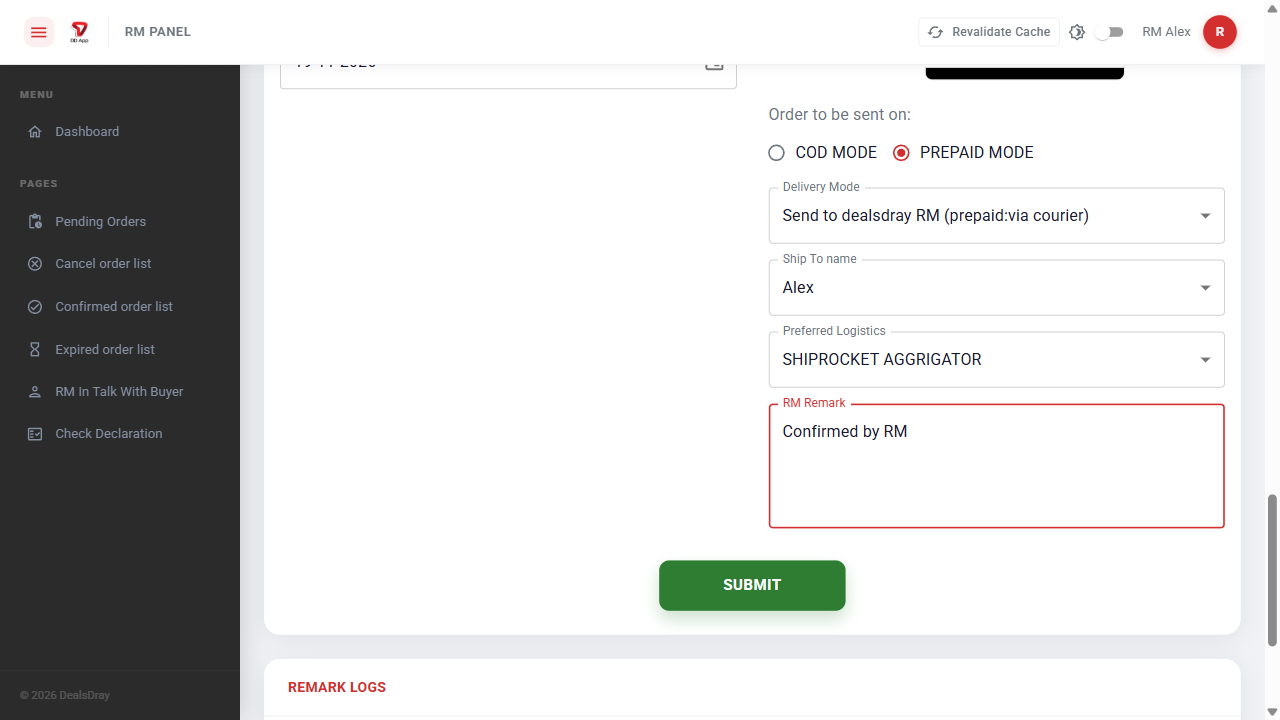 DD App
RM PANEL
Revalidate Cache
RM Alex
R
MENU
Dashboard
PAGES
Pending Orders
Cancel order list
Confirmed order list
Expired order list
RM In Talk With Buyer
Check Declaration
© 2026 DealsDray
Order to be sent on:
COD MODE
PREPAID MODE
Delivery Mode
Send to dealsdray RM (prepaid:via courier)
Ship To name
Alex
Preferred Logistics
SHIPROCKET AGGRIGATOR
RM Remark
Confirmed by RM
SUBMIT
REMARK LOGS